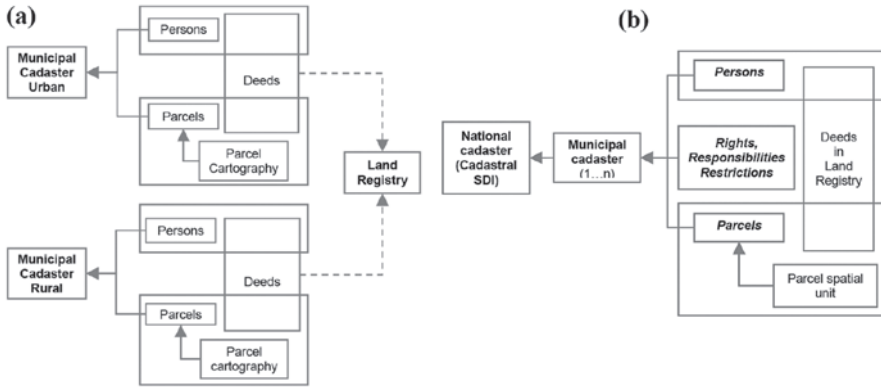 (a)
Persons
Municipal
Cadaster
Urban
Deeds
Parcels
Parcel
Cartography
Land
Registry
Persons
Municipal
Cadaster
Rural
Deeds
Parcels
Parcel
cartography
(b)
Persons
National
cadaster
(Cadastral
SDI)
Municipal
cadaster
(1...n)
Rights,
Responsibilities
Restrictions
Deeds
in
Land
Registry
Parcels
Parcel spatial
unit